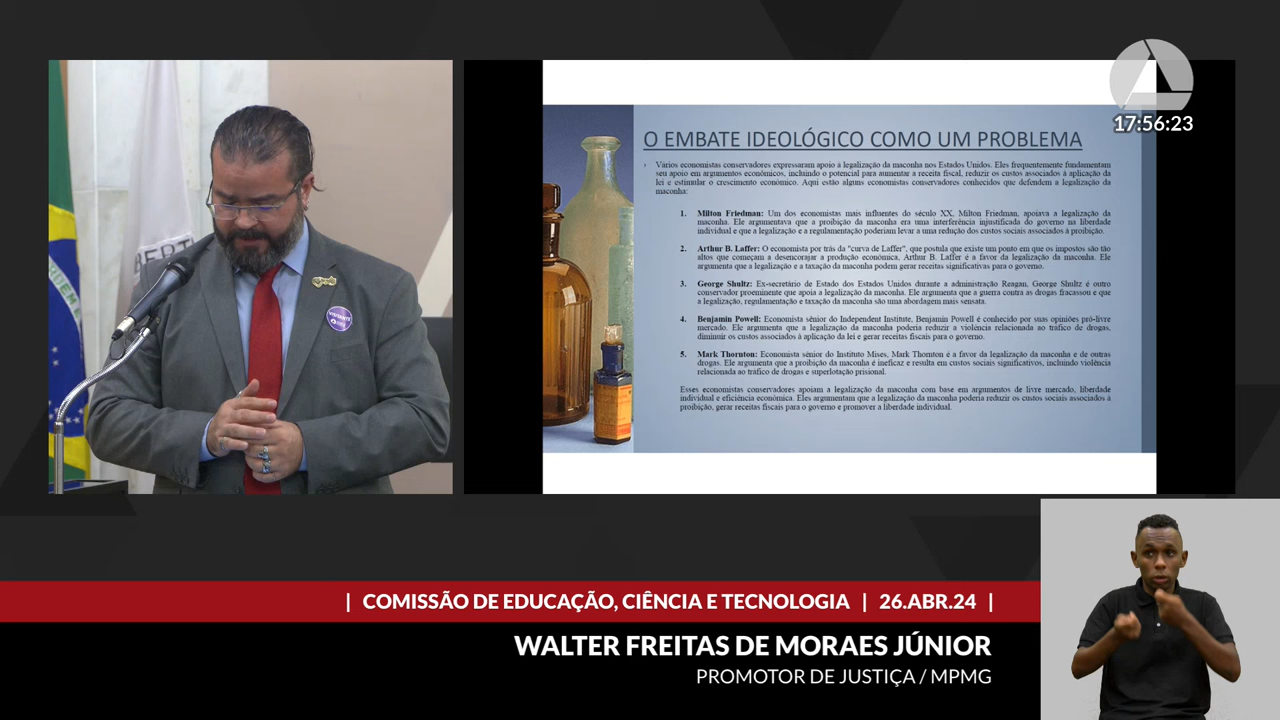 17:56:23
O EMBATE IDEOLÓGICO COMO UM PROBLEMA
Vários economistas conservadores expressaram apoio à legalização da maconha nos Estados Unidos. Eles frequentemente fundamentam
seu apoio em argumentos econômicos, incluindo o potencial para aumentar a receita fiscal, reduzir os custos associados à aplicação da
lei e estimular o crescimento econômico. Aqui estão alguns economistas conservadores conhecidos que defendem a legalização da
maconha:
1. Milton Friedman: Um dos economistas mais influentes do século XX, Milton Friedman, apoiava a legalização da
maconha. Ele argumentava que a proibição da maconha era uma interferência injustificada do governo na liberdade
individual e que a legalização e a regulamentação poderiam levar a uma redução dos custos sociais associados à proibição.
2. Arthur B. Laffer: O economista por trás da "curva de Laffer", que postula que existe um ponto em que os impostos são tão
altos que começam a desencorajar a produção econômica, Arthur B. Laffer é a favor da legalização da maconha. Ele
argumenta que a legalização e a taxação da maconha podem gerar receitas significativas para o governo.
3. George Shultz: Ex-secretário de Estado dos Estados Unidos durante a administração Reagan, George Shultz é outro
conservador proeminente que apoia a legalização da maconha. Ele argumenta que a guerra contra as drogas fracassou e que
a legalização, regulamentação e taxação da maconha são uma abordagem mais sensata.
4. Benjamin Powell: Economista sênior do Independent Institute, Benjamin Powell é conhecido por suas opiniões pró-livre
mercado. Ele argumenta que a legalização da maconha poderia reduzir a violência relacionada ao tráfico de drogas,
diminuir os custos associados à aplicação da lei e gerar receitas fiscais para o governo.
5. Mark Thornton: Economista sênior do Instituto Mises, Mark Thornton é a favor da legalização da maconha e de outras
drogas. Ele argumenta que a proibição da maconha é ineficaz e resulta em custos sociais significativos, incluindo violência
relacionada ao tráfico de drogas e superlotação prisional.
Esses economistas conservadores apoiam a legalização da maconha com base em argumentos de livre mercado, liberdade
individual e eficiência econômica. Eles argumentam que a legalização da maconha poderia reduzir os custos sociais associados à
proibição, gerar receitas fiscais para o governo e promover a liberdade individual.
VISITANTE
| COMISSÃO DE EDUCAÇÃO, CIÊNCIA E TECNOLOGIA | 26.ABR.24 |
WALTER FREITAS DE MORAES JÚNIOR
PROMOTOR DE JUSTIÇA / MPMG